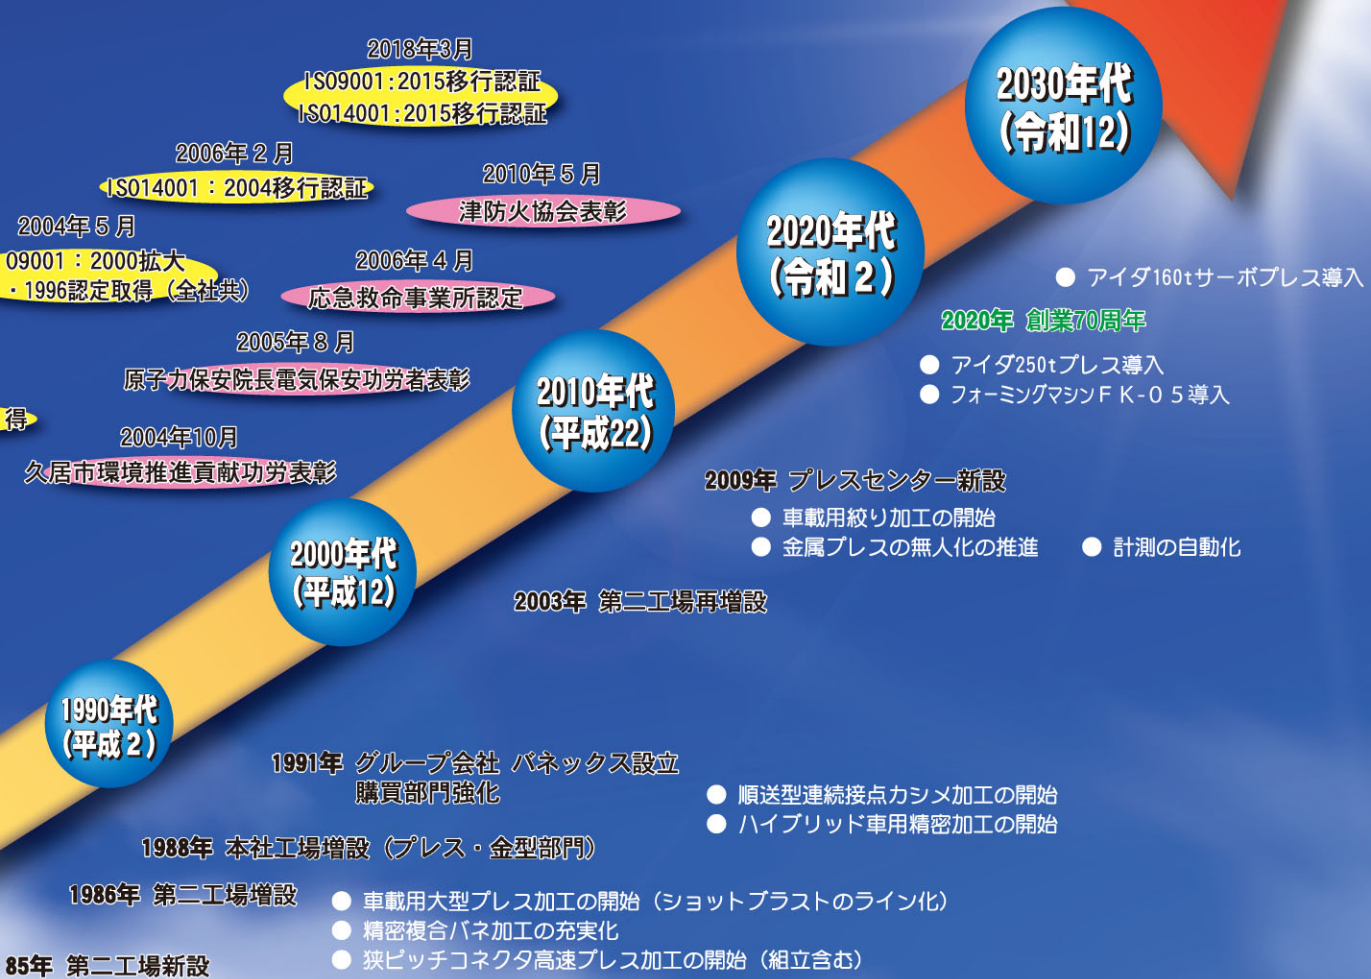 2018年3月
ISO9001:2015移行認証
ISO14001:2015移行認証
2006年2月
ISO14001：2004移行認証
2010年5月
津防火協会表彰
2004年5月
O9001：2000拡大
・1996認定取得（全社共）
2006年4月
応急救命事業所認定
2005年8月
原子力保安院長電気保安功労者表彰
得
2004年10月
久居市環境推進貢献功労表彰
2030年代
（令和12）
2020年代
（令和2）
2010年代
（平成22）
2000年代
（平成12）
1990年代
（平成2）
● アイダ160tサーボプレス導入
2020年 創業70周年
● アイダ250tプレス導入
● フォーミングマシンＦＫ-０５導入
2009年 プレスセンター新設
● 車載用絞り加工の開始
● 金属プレスの無人化の推進 ● 計測の自動化
2003年 第二工場再増設
1991年 グループ会社 バネックス設立
購買部門強化
● 順送型連続接点カシメ加工の開始
● ハイブリッド車用精密加工の開始
1988年 本社工場増設（プレス・金型部門）
1986年 第二工場増設
● 車載用大型プレス加工の開始（ショットブラストのライン化）
● 精密複合バネ加工の充実化
● 狭ピッチコネクタ高速プレス加工の開始（組立含む）
85年 第二工場新設